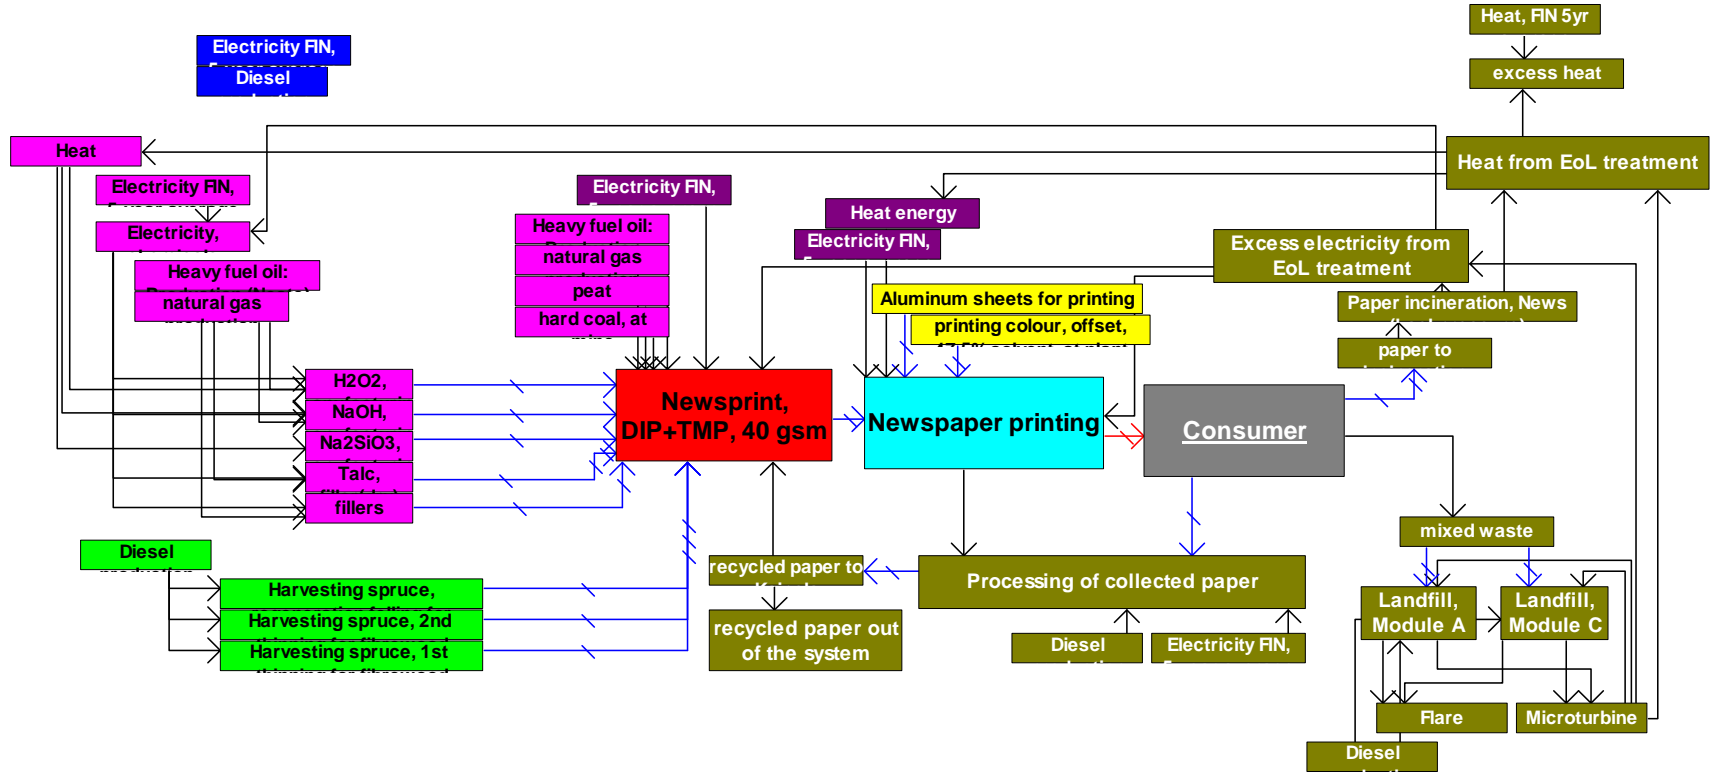 Heat, FIN 5yr
Electricity FIN,
Diesel
excess heat
Heat
Heat from EoL treatment
Electricity FIN,
Electricity FIN,
Heat energy
Electricity,
Heavy fuel oil:
natural gas
peat
hard coal, at
Electricity FIN,
Excess electricity from
EoL treatment
Heavy fuel oil:
natural gas
Aluminum sheets for printing
printing colour, offset,
Paper incineration, News
paper to
H2O2,
NaOH,
Na2SiO3,
Talc,
fillers
Newsprint,
DIP+TMP, 40 gsm
Newspaper printing
Consumer
mixed waste
Diesel
production
Harvesting spruce,
Harvesting spruce, 2nd
Harvesting spruce, 1st
recycled paper to
recycled paper out
of the system
Processing of collected paper
Diesel
Electricity FIN,
Landfill,
Module A
Landfill,
Module C
Flare
Microturbine
Diesel